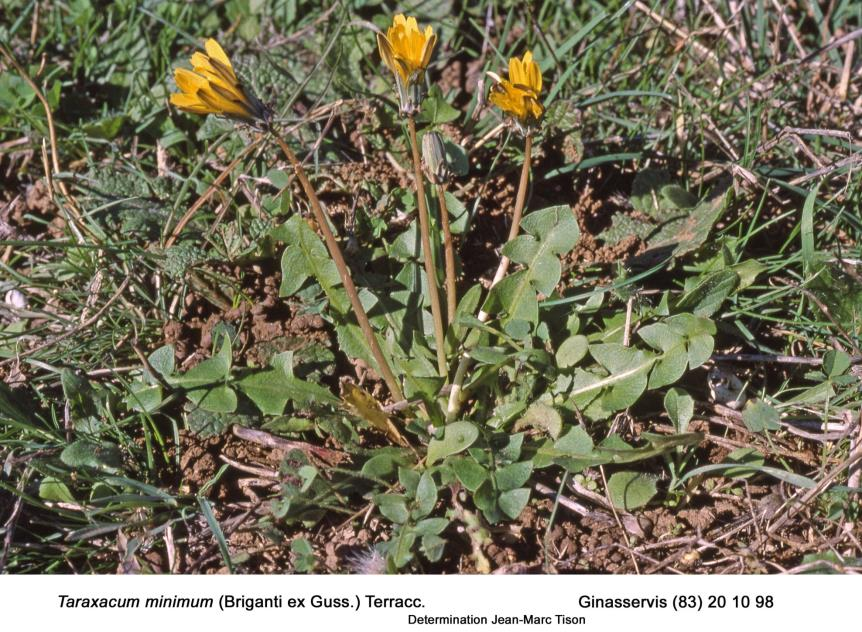 Taraxacum minimum (Briganti ex Guss.) Terracc. Ginasservis (83) 20 10 98
Determination Jean-Marc Tison